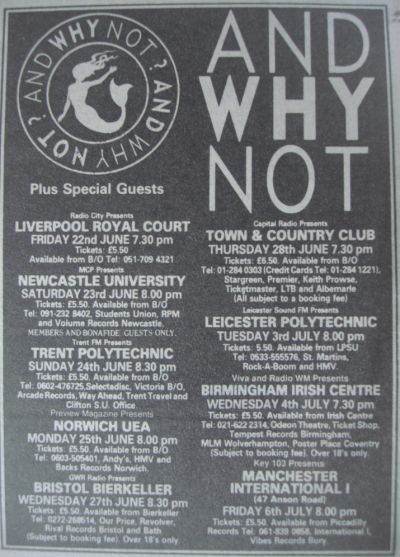 AND WHY NOT? AND WHY NOT?
AND
WHY
NOT
Plus Special Guests
Radio City Presents
LIVERPOOL ROYAL COURT
FRIDAY 22nd JUNE 7.30 pm
Tickets: £5.50
Available from B/O Tel: 051-709 4321
MCP Presents
NEWCASTLE UNIVERSITY
SATURDAY 23rd JUNE 8.00 pm
Tickets: £5.50. Available from B/O
Tel: 091-232 8402, Students Union, RPM
and Volume Records Newcastle.
MEMBERS AND BONAFIDE GUESTS ONLY.
Trent FM Presents
TRENT POLYTECHNIC
SUNDAY 24th JUNE 8.30 pm
Tickets: £5.50. Available from B/O
Tel: 0602-476725, Selectadisc, Victoria B/O,
Arcade Records, Way Ahead, Trent Travel and
Clifton S.U. Office.
Preview Magazine Presents
NORWICH UEA
MONDAY 25th JUNE 8.00 pm
Tickets: £5.50. Available from B/O
Tel: 0603-505401, Andy's, HMV and
Backs Records Norwich.
GWR Radio Presents
BRISTOL BIERKELLER
WEDNESDAY 27th JUNE 8.30 pm
Tickets: £5.50. Available from Bierkeller
Tel: 0272-268514, Our Price, Revolver,
Rival Records Bristol and Bath
(Subject to booking fee). Over 18's only.
Capital Radio Presents
TOWN & COUNTRY CLUB
THURSDAY 28th JUNE 7.30 pm
Tickets: £6.50. Available from B/O
Tel: 01-284 0303 (Credit Cards Tel: 01-284 1221),
Stargreen, Premier, Keith Prowse,
Ticketmaster, LTB and Albemarle
(All subject to a booking fee)
Leicester Sound FM Presents
LEICESTER POLYTECHNIC
TUESDAY 3rd JULY 8.00 pm
Tickets: 5.50. Available from LPSU
Tel: 0533-555576, St. Martins,
Rock-A-Boom and HMV.
Viva and Radio WM Presents
BIRMINGHAM IRISH CENTRE
WEDNESDAY 4th JULY 7.30 pm
Tickets: £5.50. Available from Irish Centre
Tel: 021-622 2314, Odeon Theatre, Ticket Shop,
Tempest Records Birmingham,
MLM Wolverhampton, Poster Place Coventry
(Subject to booking fee). Over 18's only.
Key 103 Presents
MANCHESTER
INTERNATIONAL I
(47 Anson Road)
FRIDAY 6th JULY 8.00 pm
Tickets: £5.50. Available from Piccadilly
Records Tel: 061-839 0858, International I,
Vibes Records Bury.